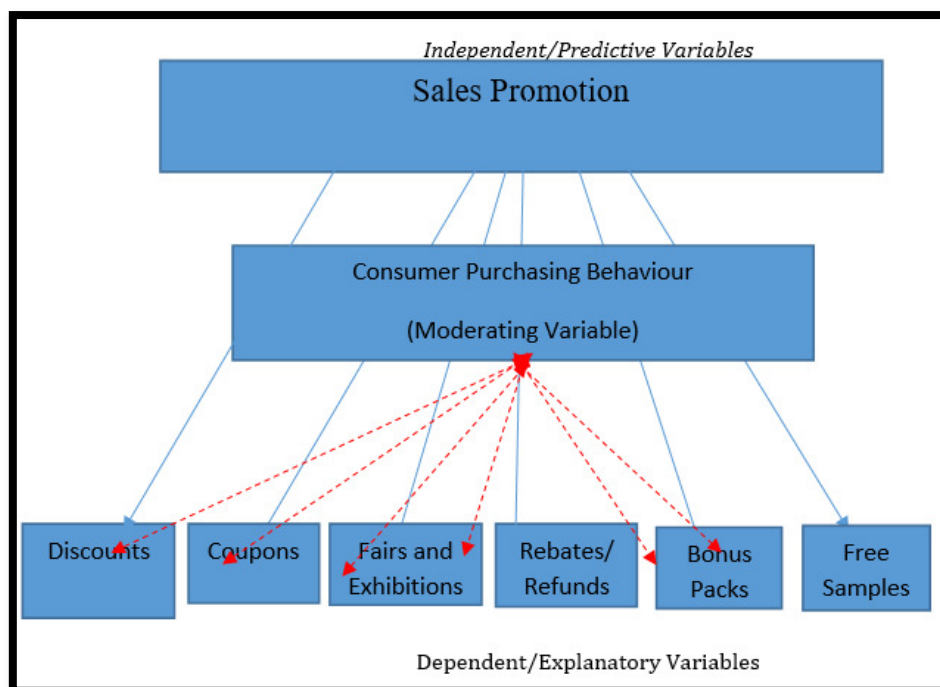 Independent/Predictive Variables
Sales Promotion
Consumer Purchasing Behaviour
(Moderating Variable)
Discounts
Coupons
Fairs and
Exhibitions
Rebates/
Refunds
Bonus
Packs
Free
Samples
Dependent/Explanatory Variables